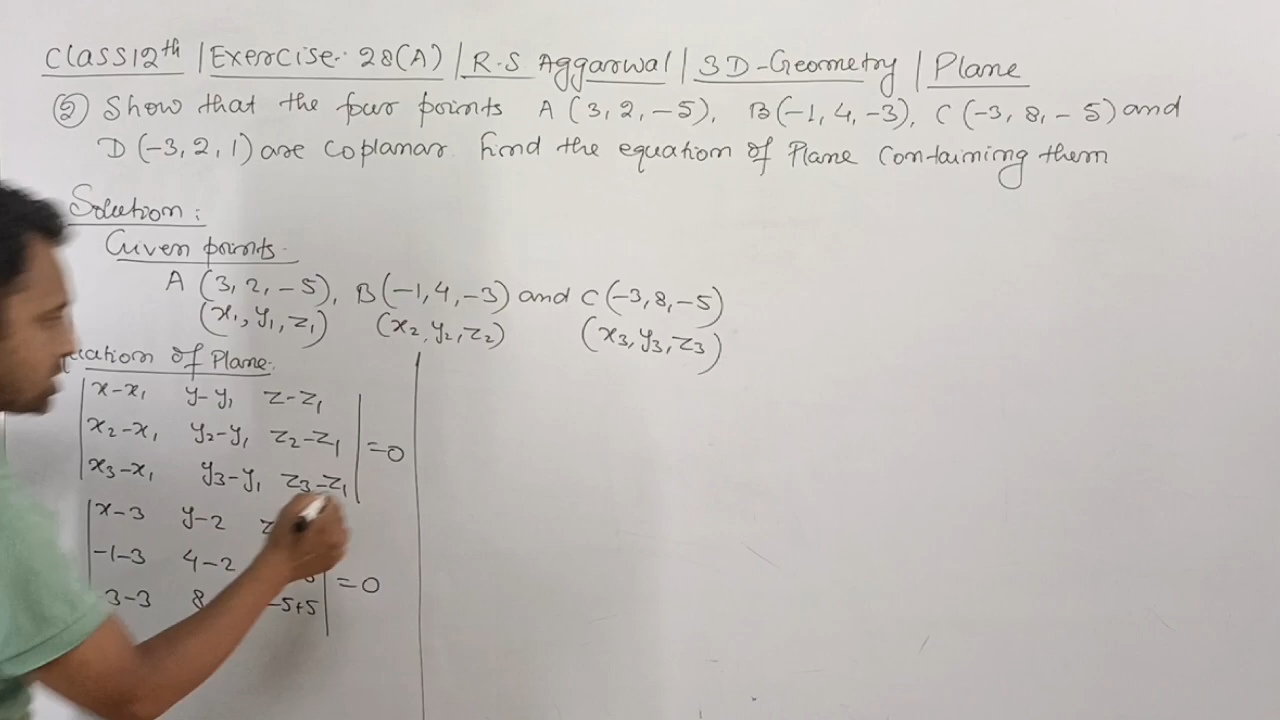 Class12th | Exercise. 28(A) | R.S Aggarwal | 3D-Geometry | Plane
⑤ Show that the four points A (3, 2, -5), B(-1, 4, -3), C (-3, 8, -5) and
D (-3, 2, 1) are coplanar. find the equation of Plane containing them
Solution:
Given points.
A (3, 2, -5), B(-1, 4, -3) and C (-3, 8, -5)
(x₁, y₁, z₁) (x₂, y₂, z₂) (x₃, y₃, z₃)
of Plane.
| x-x₁ y-y₁ z-z₁ |
| x₂-x₁ y₂-y₁ z₂-z₁ | =0
| x₃-x₁ y₃-y₁ z₃-z₁ |
| x-3 y-2 z
| -1-3 4-2 | =0
3-3 8 -5+5 |